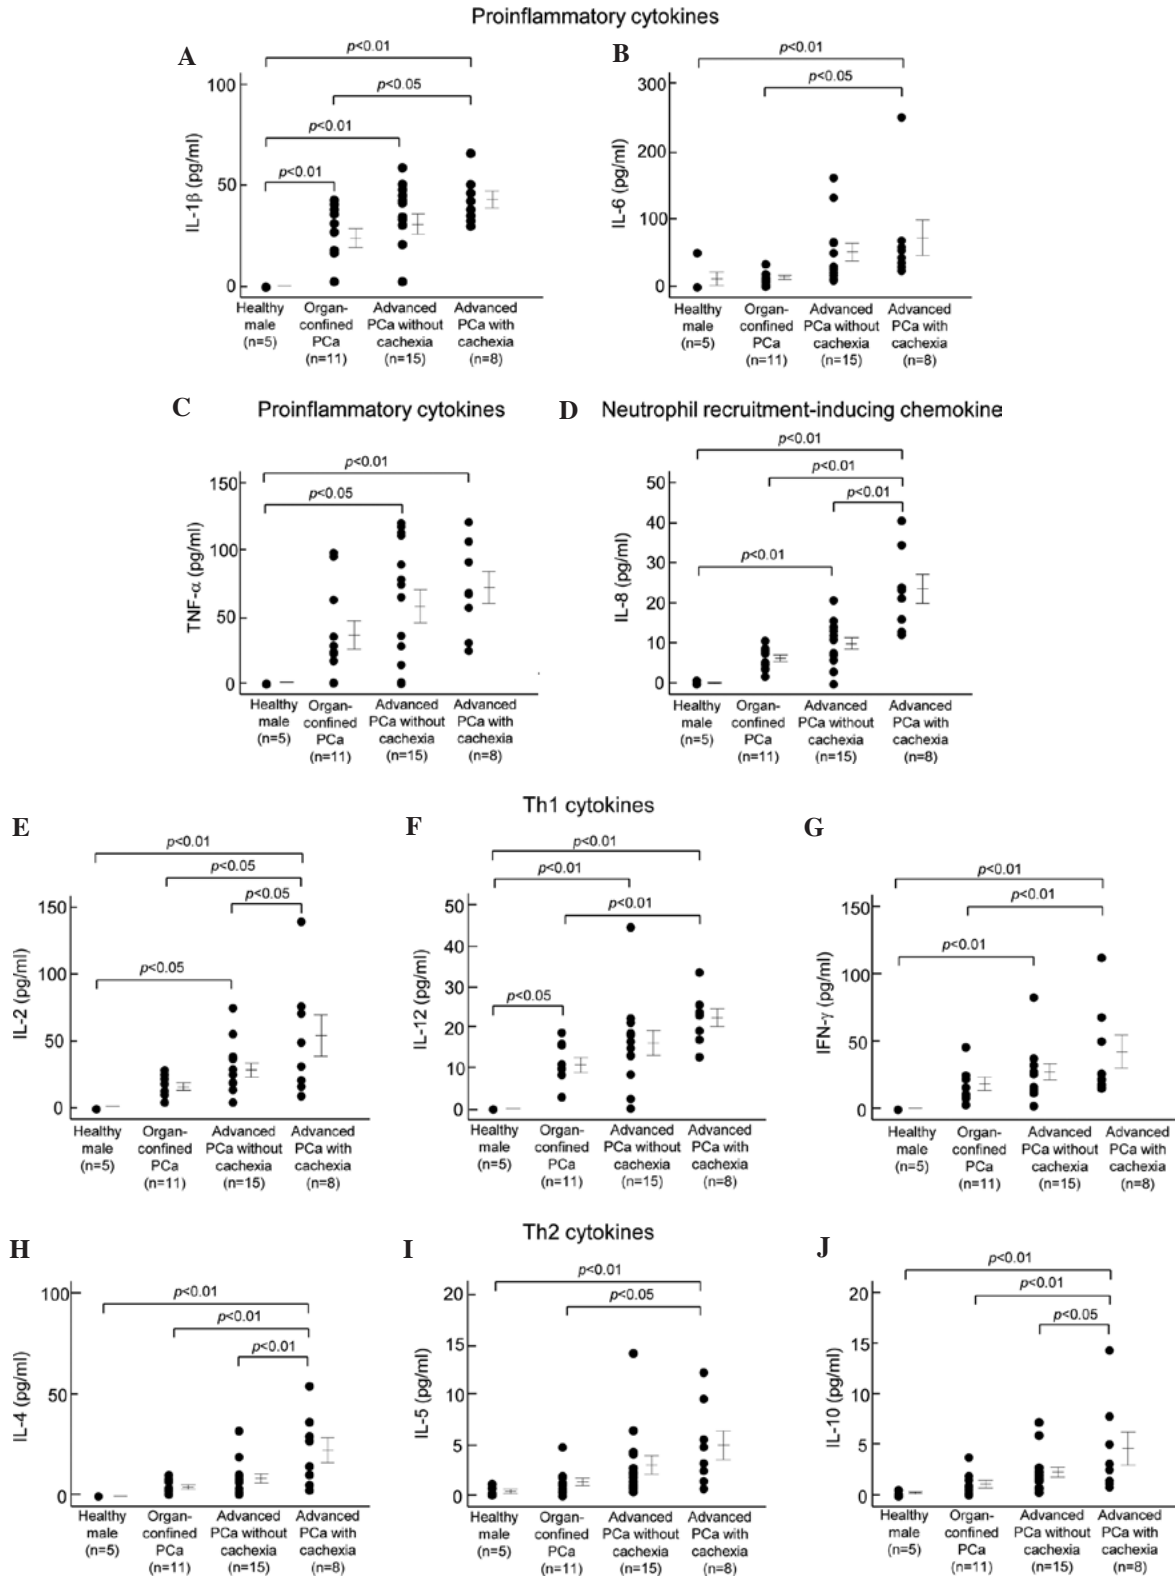 Proinflammatory cytokines
A
p<0.01
p<0.05
p<0.01
p<0.01
IL-1β (pg/ml)
100
50
0
Healthy male (n=5)
Organ-confined PCa (n=11)
Advanced PCa without cachexia (n=15)
Advanced PCa with cachexia (n=8)
B
p<0.01
p<0.05
IL-6 (pg/ml)
300
200
100
0
Healthy male (n=5)
Organ-confined PCa (n=11)
Advanced PCa without cachexia (n=15)
Advanced PCa with cachexia (n=8)
C
Proinflammatory cytokines
p<0.01
p<0.05
TNF-α (pg/ml)
150
100
50
0
Healthy male (n=5)
Organ-confined PCa (n=11)
Advanced PCa without cachexia (n=15)
Advanced PCa with cachexia (n=8)
D
Neutrophil recruitment-inducing chemokine
p<0.01
p<0.01
p<0.01
p<0.01
IL-8 (pg/ml)
50
40
30
20
10
0
Healthy male (n=5)
Organ-confined PCa (n=11)
Advanced PCa without cachexia (n=15)
Advanced PCa with cachexia (n=8)
Th1 cytokines
E
p<0.01
p<0.05
p<0.05
p<0.05
IL-2 (pg/ml)
150
100
50
0
Healthy male (n=5)
Organ-confined PCa (n=11)
Advanced PCa without cachexia (n=15)
Advanced PCa with cachexia (n=8)
F
p<0.01
p<0.01
p<0.01
p<0.05
IL-12 (pg/ml)
50
40
30
20
10
0
Healthy male (n=5)
Organ-confined PCa (n=11)
Advanced PCa without cachexia (n=15)
Advanced PCa with cachexia (n=8)
G
p<0.01
p<0.01
p<0.01
IFN-γ (pg/ml)
150
100
50
0
Healthy male (n=5)
Organ-confined PCa (n=11)
Advanced PCa without cachexia (n=15)
Advanced PCa with cachexia (n=8)
Th2 cytokines
H
p<0.01
p<0.01
p<0.01
IL-4 (pg/ml)
100
50
0
Healthy male (n=5)
Organ-confined PCa (n=11)
Advanced PCa without cachexia (n=15)
Advanced PCa with cachexia (n=8)
I
p<0.01
p<0.05
IL-5 (pg/ml)
20
15
10
5
0
Healthy male (n=5)
Organ-confined PCa (n=11)
Advanced PCa without cachexia (n=15)
Advanced PCa with cachexia (n=8)
J
p<0.01
p<0.01
p<0.05
IL-10 (pg/ml)
20
15
10
5
0
Healthy male (n=5)
Organ-confined PCa (n=11)
Advanced PCa without cachexia (n=15)
Advanced PCa with cachexia (n=8)